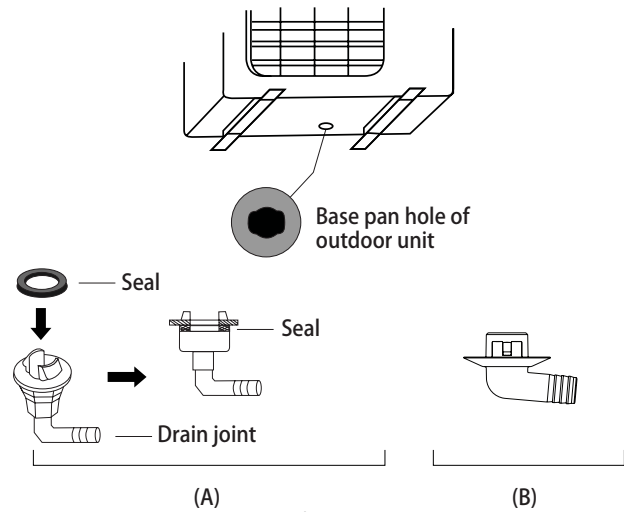 Base pan hole of
outdoor unit
Seal
Seal
Drain joint
(A)
(B)